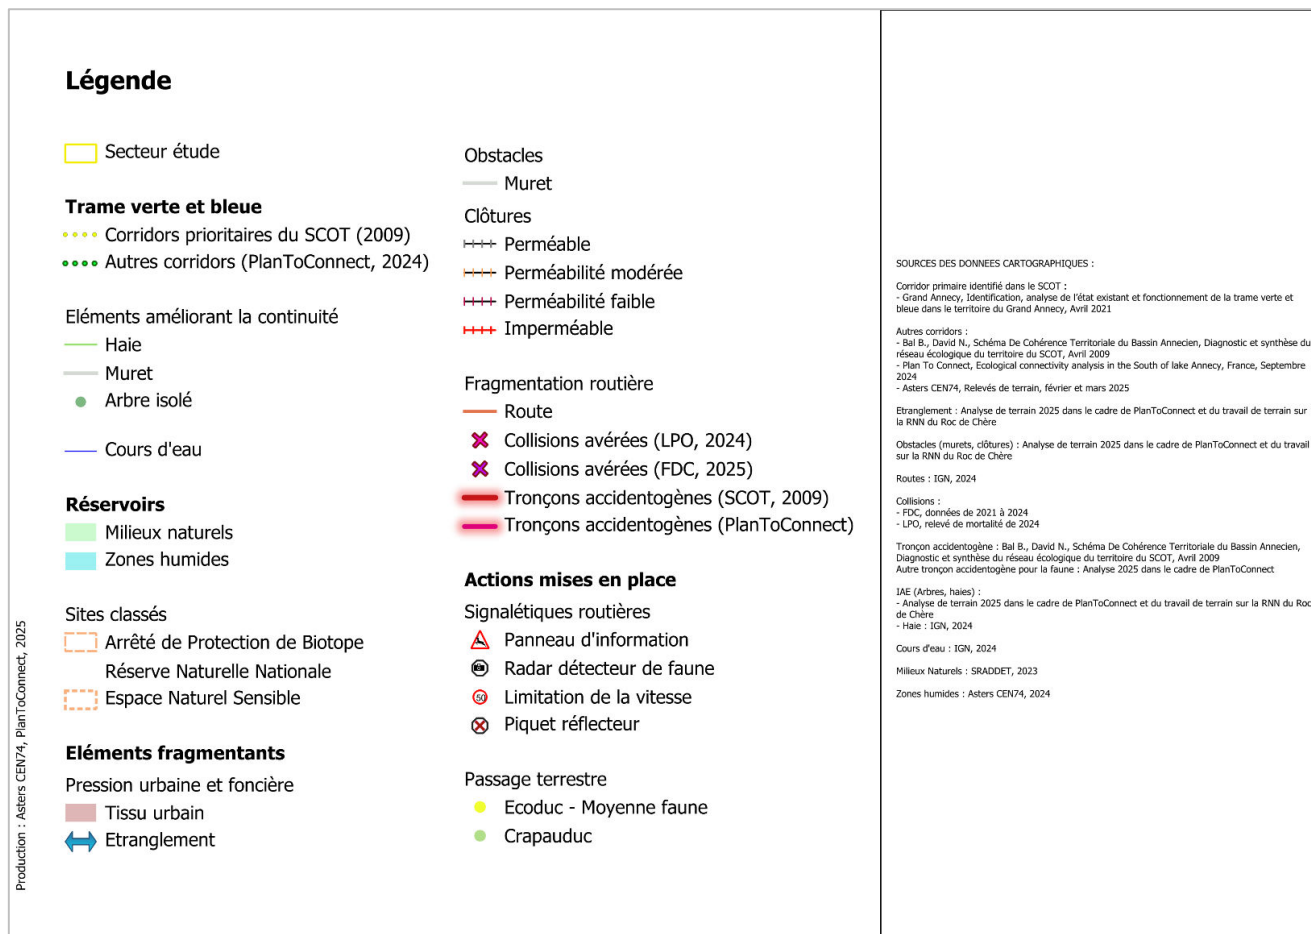 Légende
Secteur étude
Trame verte et bleue
Corridors prioritaires du SCOT (2009)
Autres corridors (PlanToConnect, 2024)
Eléments améliorant la continuité
Haie
Muret
Arbre isolé
Cours d'eau
Réservoirs
Milieux naturels
Zones humides
Sites classés
Arrêté de Protection de Biotope
Réserve Naturelle Nationale
Espace Naturel Sensible
Eléments fragmentants
Pression urbaine et foncière
Tissu urbain
Etranglement
Obstacles
Muret
Clôtures
Perméable
Perméabilité modérée
Perméabilité faible
Imperméable
Fragmentation routière
Route
Collisions avérées (LPO, 2024)
Collisions avérées (FDC, 2025)
Tronçons accidentogènes (SCOT, 2009)
Tronçons accidentogènes (PlanToConnect)
Actions mises en place
Signalétiques routières
Panneau d'information
Radar détecteur de faune
50 Limitation de la vitesse
Piquet réflecteur
Passage terrestre
Ecoduc - Moyenne faune
Crapauduc
Production : Asters CEN74, PlanToConnect, 2025
SOURCES DES DONNEES CARTOGRAPHIQUES :
Corridor primaire identifié dans le SCOT :
- Grand Annecy, Identification, analyse de l'état existant et fonctionnement de la trame verte et
bleue dans le territoire du Grand Annecy, Avril 2021
Autres corridors :
- Bal B., David N., Schéma De Cohérence Territoriale du Bassin Annecien, Diagnostic et synthèse du
réseau écologique du territoire du SCOT, Avril 2009
- Plan To Connect, Ecological connectivity analysis in the South of lake Annecy, France, Septembre
2024
- Asters CEN74, Relevés de terrain, février et mars 2025
Etranglement : Analyse de terrain 2025 dans le cadre de PlanToConnect et du travail de terrain sur
la RNN du Roc de Chère
Obstacles (murets, clôtures) : Analyse de terrain 2025 dans le cadre de PlanToConnect et du travail
sur la RNN du Roc de Chère
Routes : IGN, 2024
Collisions :
- FDC, données de 2021 à 2024
- LPO, relevé de mortalité de 2024
Tronçon accidentogène : Bal B., David N., Schéma De Cohérence Territoriale du Bassin Annecien,
Diagnostic et synthèse du réseau écologique du territoire du SCOT, Avril 2009
Autre tronçon accidentogène pour la faune : Analyse 2025 dans le cadre de PlanToConnect
IAE (Arbres, haies) :
- Analyse de terrain 2025 dans le cadre de PlanToConnect et du travail de terrain sur la RNN du Roc
de Chère
- Haie : IGN, 2024
Cours d'eau : IGN, 2024
Milieux Naturels : SRADDET, 2023
Zones humides : Asters CEN74, 2024